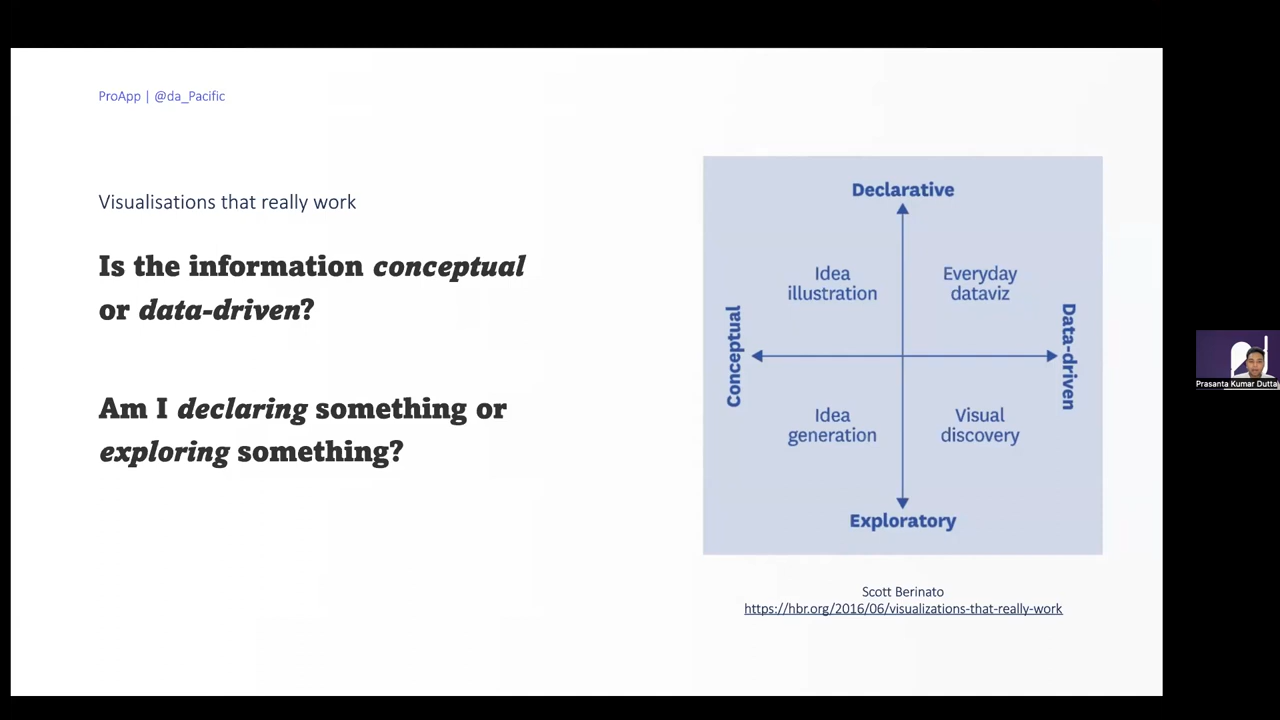 ProApp | @da_Pacific
Visualisations that really work
Is the information conceptual
or data-driven?
Am I declaring something or
exploring something?
Declarative
Idea
illustration
Everyday
dataviz
Conceptual
Data-driven
Idea
generation
Visual
discovery
Exploratory
Scott Berinato
https://hbr.org/2016/06/visualizations-that-really-work
Prasanta Kumar Dutta